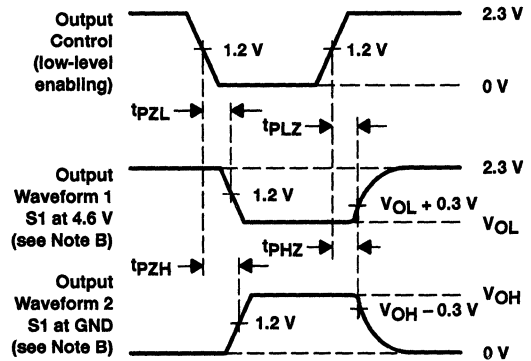 Output
Control
(low-level
enabling)
2.3 V
1.2 V
1.2 V
0 V
tPZL
tPLZ
Output
Waveform 1
S1 at 4.6 V
(see Note B)
2.3 V
1.2 V
VOL + 0.3 V
VOL
tPZH
tPHZ
Output
Waveform 2
S1 at GND
(see Note B)
VOH
1.2 V
VOH – 0.3 V
0 V